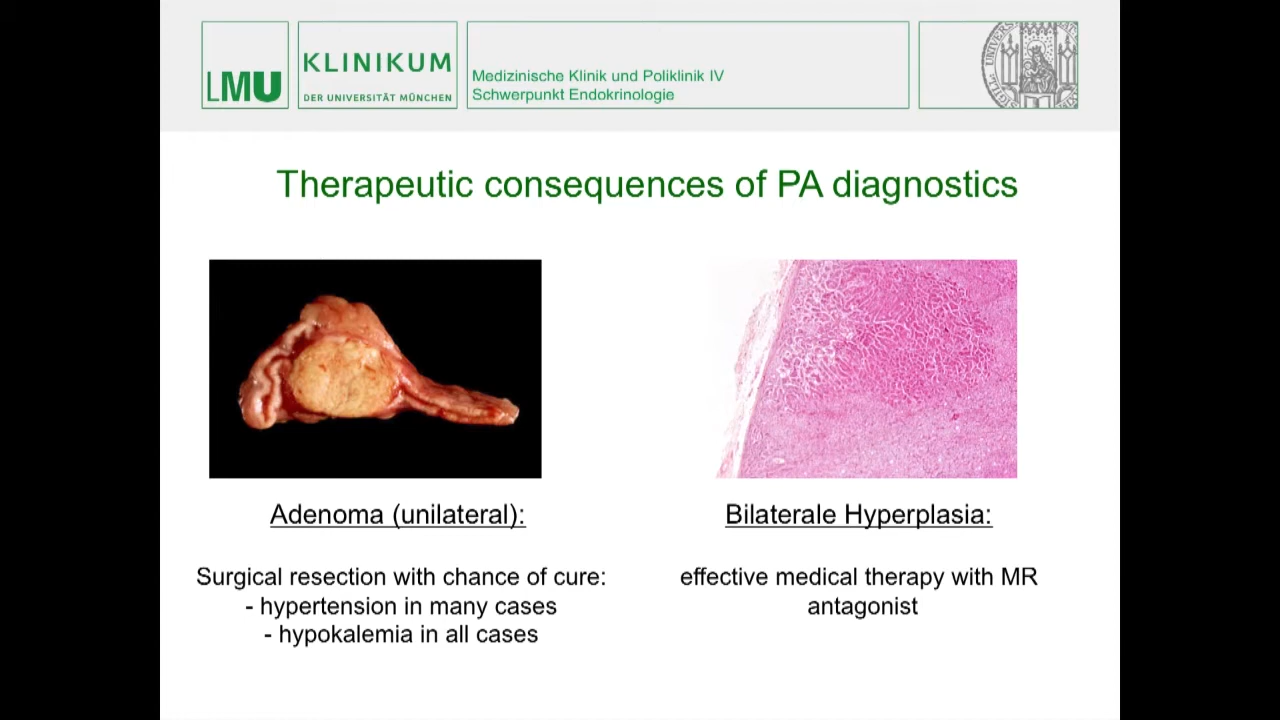 LMU
KLINIKUM
DER UNIVERSITÄT MÜNCHEN
Medizinische Klinik und Poliklinik IV
Schwerpunkt Endokrinologie
Therapeutic consequences of PA diagnostics
Adenoma (unilateral):
Surgical resection with chance of cure:
- hypertension in many cases
- hypokalemia in all cases
Bilaterale Hyperplasia:
effective medical therapy with MR
antagonist